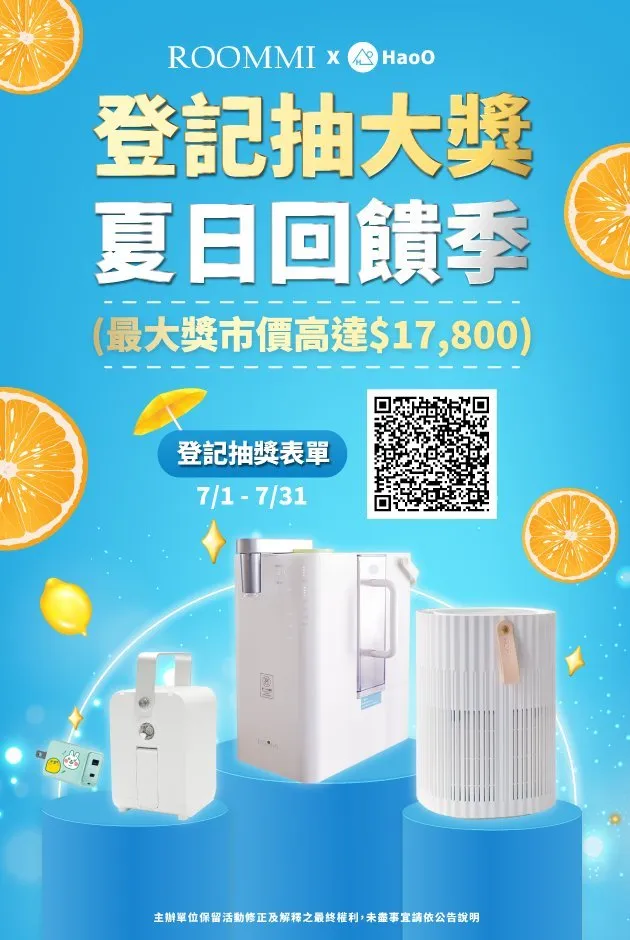 ROOMMI X HaoO
登記抽大獎
夏日回饋季
(最大獎市價高達$17,800)
登記抽獎表單
7/1 - 7/31
主辦單位保留活動修正及解釋之最終權利,未盡事宜請依公告說明